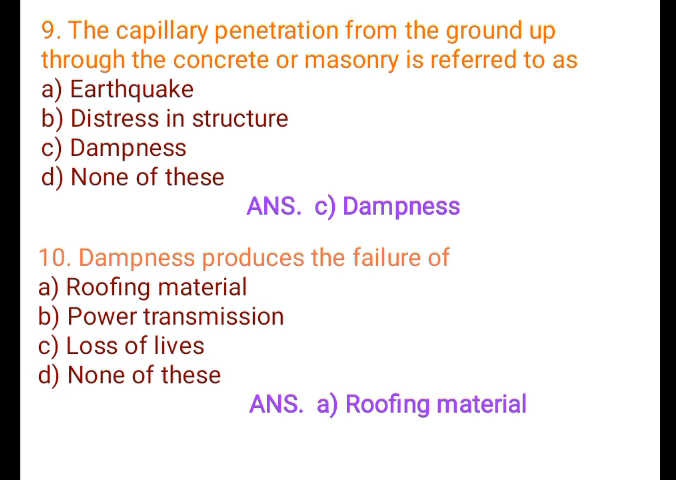 9. The capillary penetration from the ground up
through the concrete or masonry is referred to as
a) Earthquake
b) Distress in structure
c) Dampness
d) None of these
ANS. c) Dampness
10. Dampness produces the failure of
a) Roofing material
b) Power transmission
c) Loss of lives
d) None of these
ANS. a) Roofing material